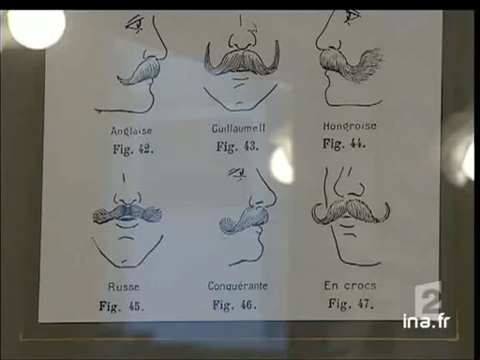 Anglaise Guillaume II Hongroise
Fig. 42. Fig. 43. Fig. 44.
Russe Conquérante En crocs
Fig. 45. Fig. 46. Fig. 47.
2
ina.fr